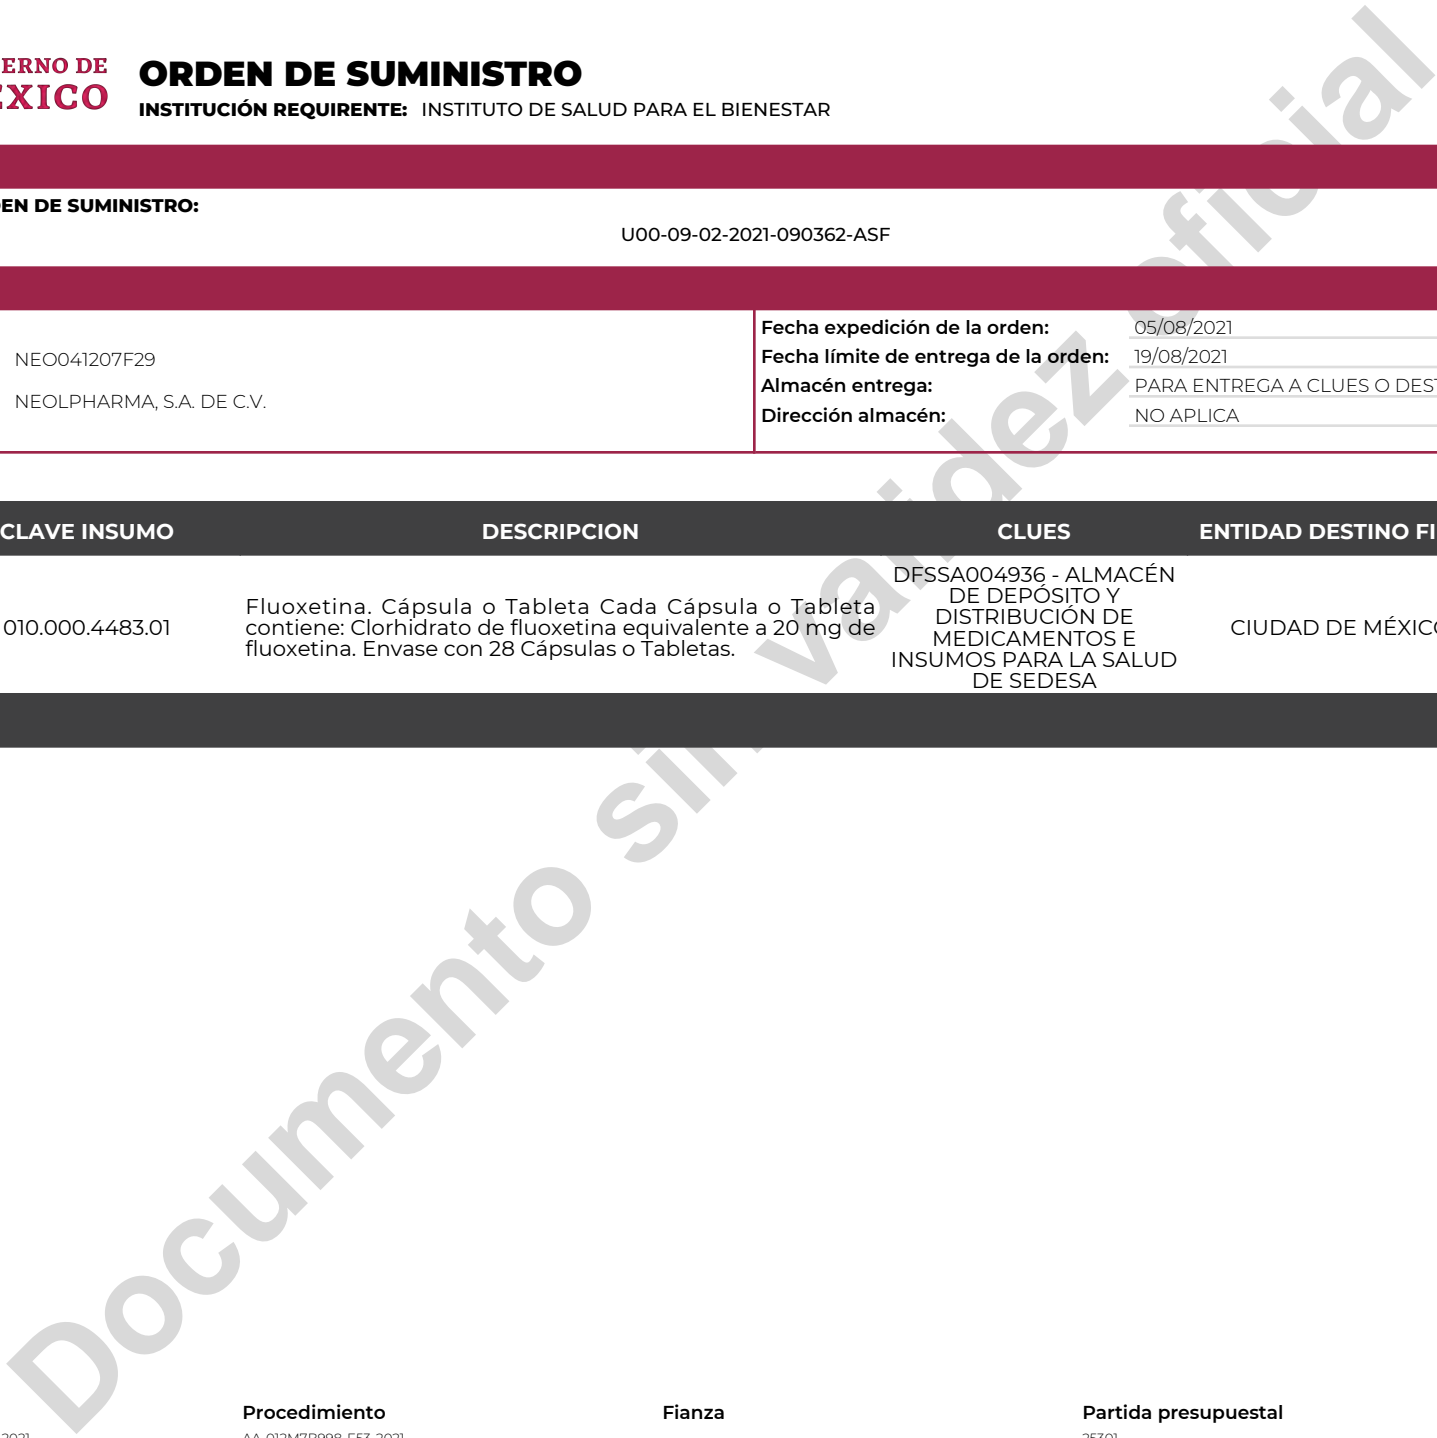 ERNO DE
XICO
ORDEN DE SUMINISTRO
INSTITUCIÓN REQUIRENTE: INSTITUTO DE SALUD PARA EL BIENESTAR
EN DE SUMINISTRO:
U00-09-02-2021-090362-ASF
NEO041207F29
NEOLPHARMA, S.A. DE C.V.
Fecha expedición de la orden: 05/08/2021
Fecha límite de entrega de la orden: 19/08/2021
Almacén entrega: PARA ENTREGA A CLUES O DEST
Dirección almacén: NO APLICA
CLAVE INSUMO DESCRIPCION CLUES ENTIDAD DESTINO FI
010.000.4483.01
Fluoxetina. Cápsula o Tableta Cada Cápsula o Tableta
contiene: Clorhidrato de fluoxetina equivalente a 20 mg de
fluoxetina. Envase con 28 Cápsulas o Tabletas.
DFSSA004936 - ALMACÉN
DE DEPÓSITO Y
DISTRIBUCIÓN DE
MEDICAMENTOS E
INSUMOS PARA LA SALUD
DE SEDESA
CIUDAD DE MÉXICO
Documento sin validez oficial
Procedimiento Fianza Partida presupuestal